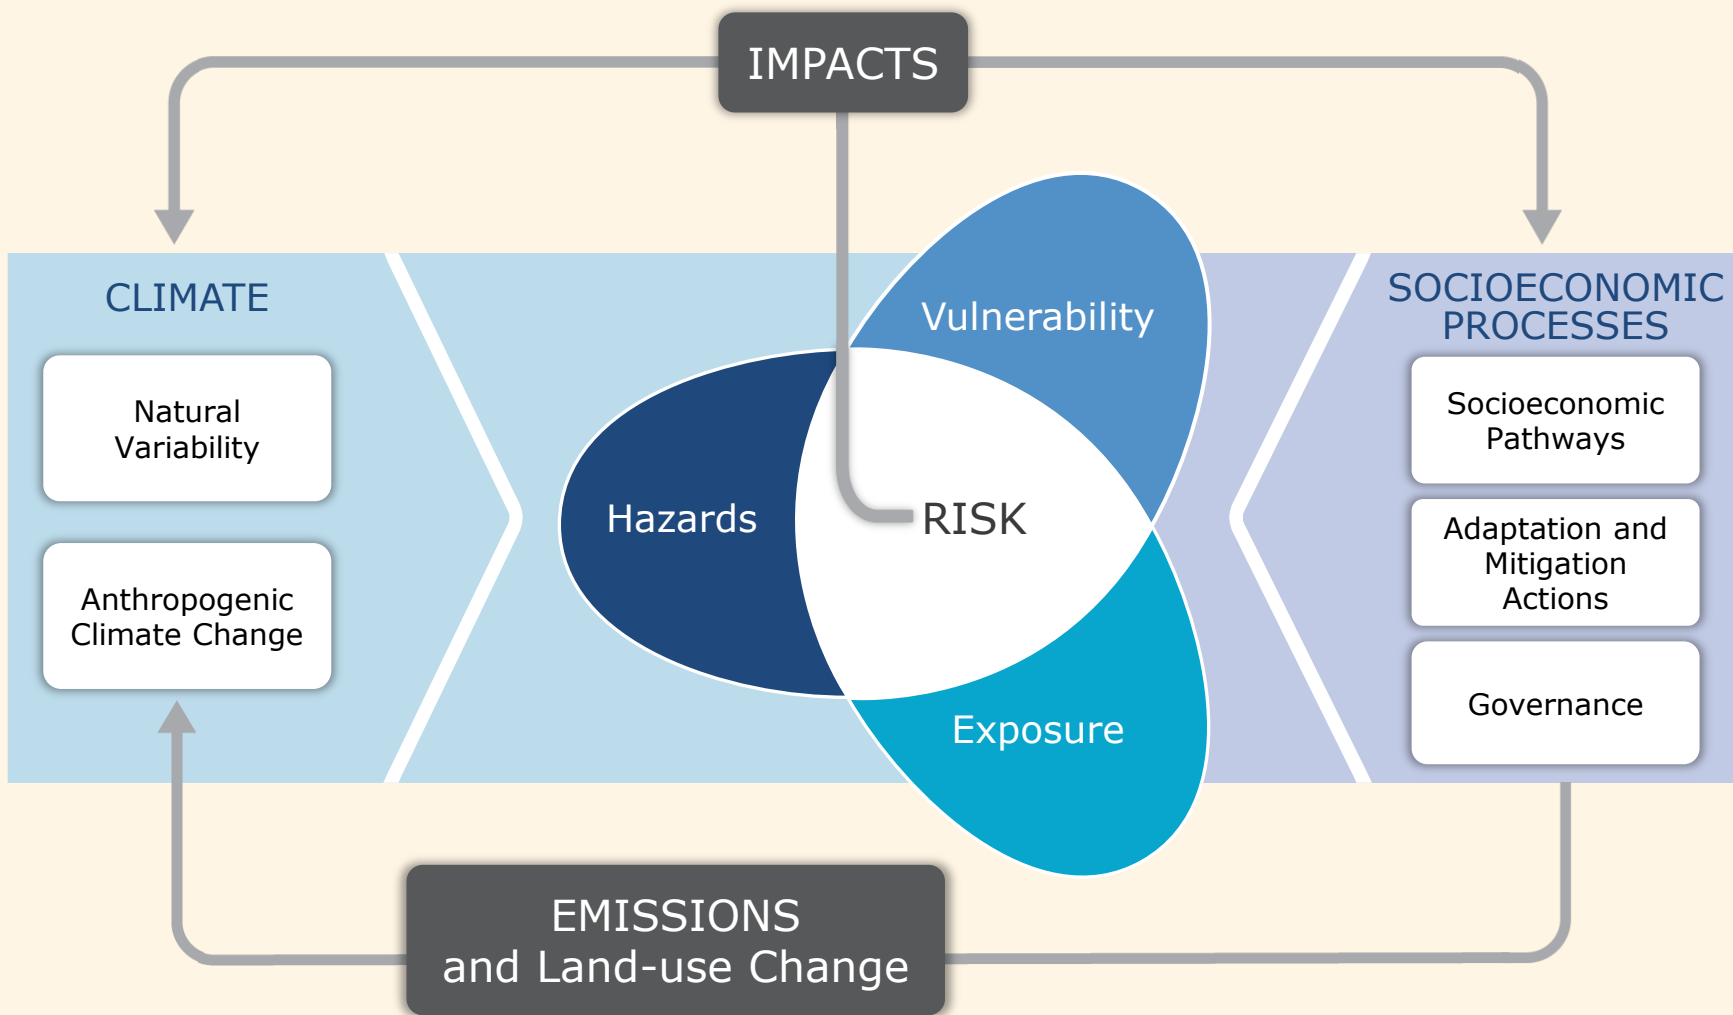 IMPACTS
CLIMATE
Natural
Variability
Anthropogenic
Climate Change
Vulnerability
Hazards
RISK
Exposure
SOCIOECONOMIC
PROCESSES
Socioeconomic
Pathways
Adaptation and
Mitigation
Actions
Governance
EMISSIONS
and Land-use Change